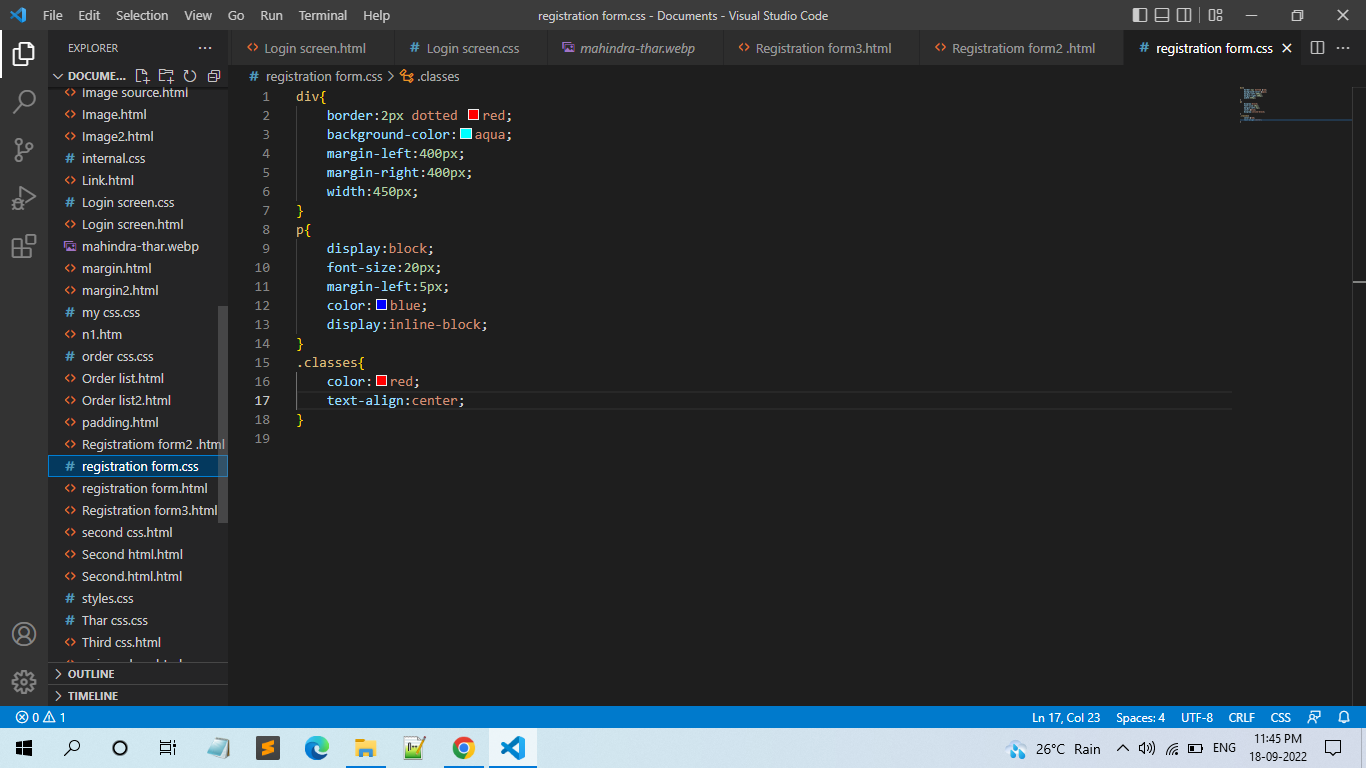 File Edit Selection View Go Run Terminal Help registration form.css - Documents - Visual Studio Code
EXPLORER
Login screen.html Login screen.css mahindra-thar.webp Registration form3.html Registratiom form2 .html registration form.css
DOCUME...
registration form.css > .classes
Image source.html
Image.html
Image2.html
internal.css
Link.html
Login screen.css
Login screen.html
mahindra-thar.webp
margin.html
margin2.html
my css.css
n1.htm
order css.css
Order list.html
Order list2.html
padding.html
Registratiom form2 .html
registration form.css
registration form.html
Registration form3.html
second css.html
Second html.html
Second.html.html
styles.css
Thar css.css
Third css.html
OUTLINE
TIMELINE
1 div{
2 border:2px dotted red;
3 background-color:aqua;
4 margin-left:400px;
5 margin-right:400px;
6 width:450px;
7 }
8 p{
9 display:block;
10 font-size:20px;
11 margin-left:5px;
12 color:blue;
13 display:inline-block;
14 }
15 .classes{
16 color:red;
17 text-align:center;
18 }
19
0 1 Ln 17, Col 23 Spaces: 4 UTF-8 CRLF CSS
26°C Rain ENG 11:45 PM
18-09-2022